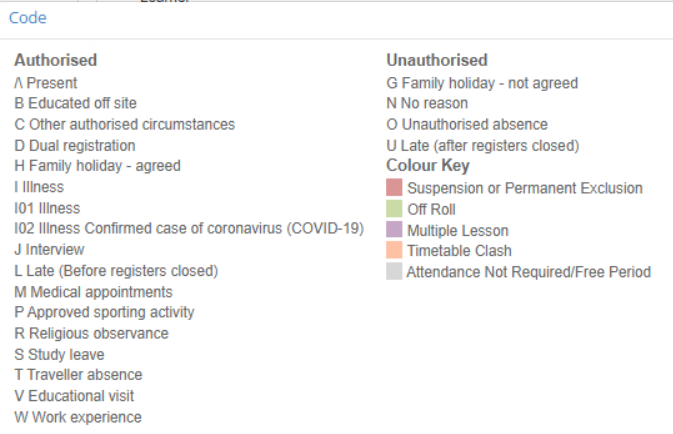 Code
Authorised
/\ Present
B Educated off site
C Other authorised circumstances
D Dual registration
H Family holiday - agreed
I Illness
I01 Illness
I02 Illness Confirmed case of coronavirus (COVID-19)
J Interview
L Late (Before registers closed)
M Medical appointments
P Approved sporting activity
R Religious observance
S Study leave
T Traveller absence
V Educational visit
W Work experience
Unauthorised
G Family holiday - not agreed
N No reason
O Unauthorised absence
U Late (after registers closed)
Colour Key
Suspension or Permanent Exclusion
Off Roll
Multiple Lesson
Timetable Clash
Attendance Not Required/Free Period